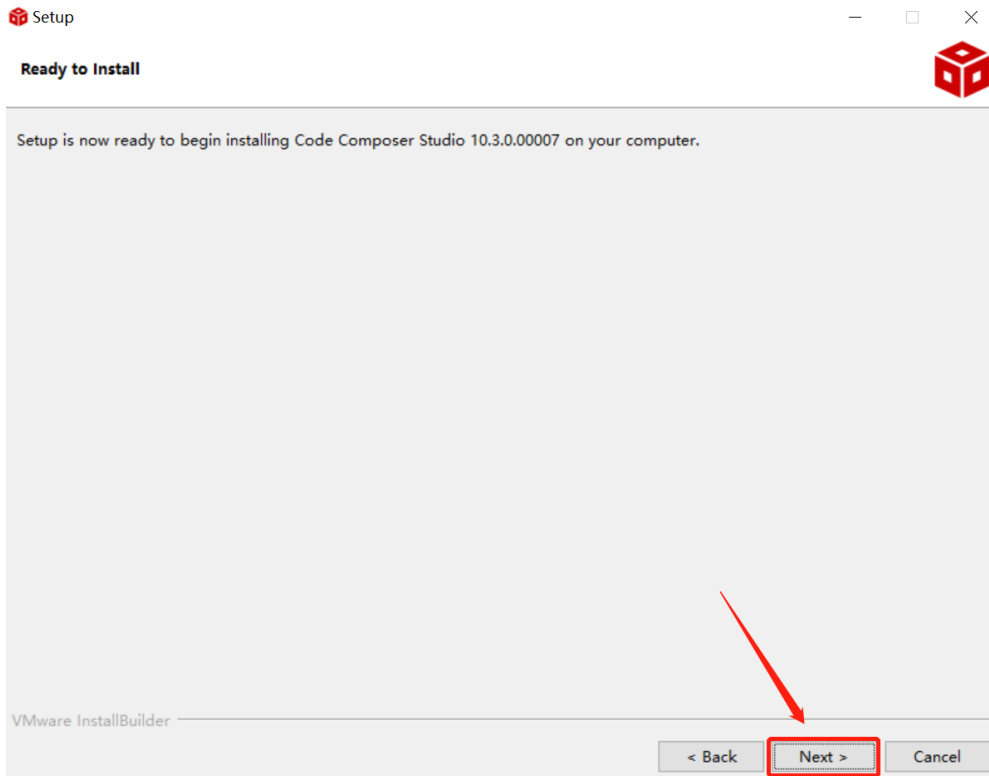 Setup
Ready to Install
Setup is now ready to begin installing Code Composer Studio 10.3.0.00007 on your computer.
VMware InstallBuilder
< Back Next > Cancel